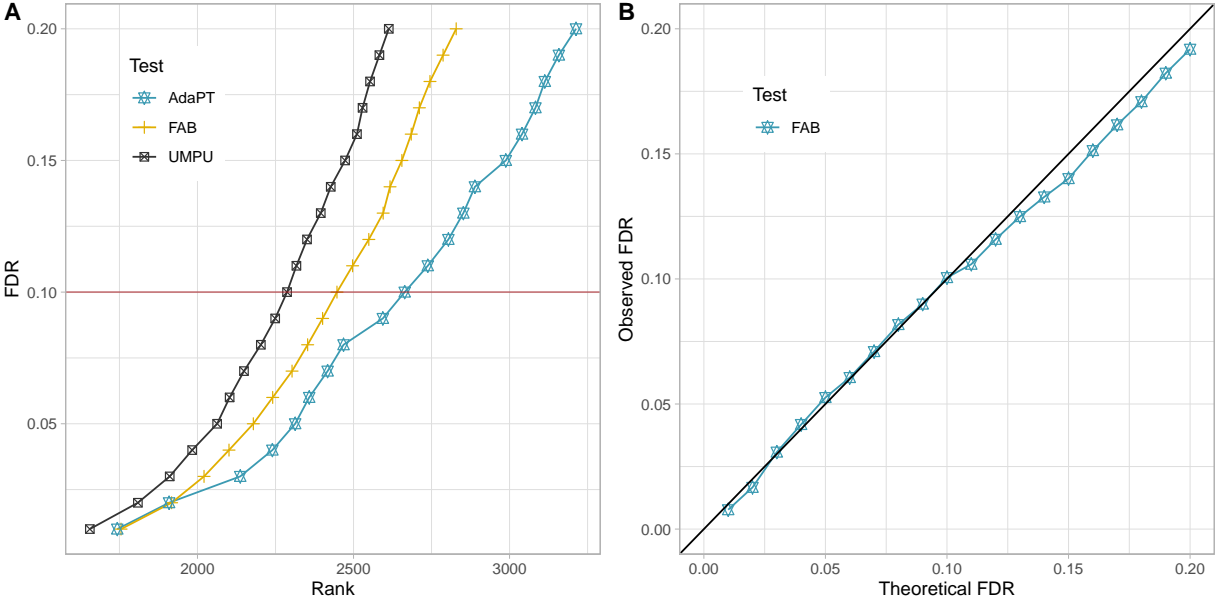 A
FDR
0.20
0.15
0.10
0.05
Test
AdaPT
FAB
UMPU
2000
2500
3000
Rank
B
Observed FDR
0.20
0.15
0.10
0.05
0.00
Test
FAB
0.00
0.05
0.10
0.15
0.20
Theoretical FDR